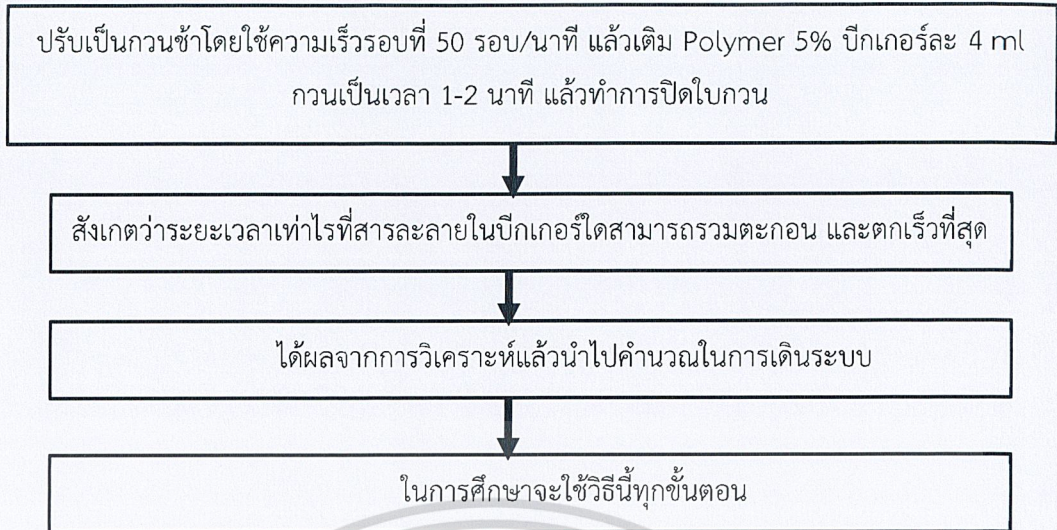 ปรับเป็นกวนช้าโดยใช้ความเร็วรอบที่ 50 รอบ/นาที แล้วเติม Polymer 5% บีกเกอร์ละ 4 ml
กวนเป็นเวลา 1-2 นาที แล้วทำการปิดใบกวน
สังเกตว่าระยะเวลาเท่าไรที่สารละลายในบีกเกอร์ใดสามารถรวมตะกอน และตกเร็วที่สุด
ได้ผลจากการวิเคราะห์แล้วนำไปคำนวณในการเดินระบบ
ในการศึกษาจะใช้วิธีนี้ทุกขั้นตอน